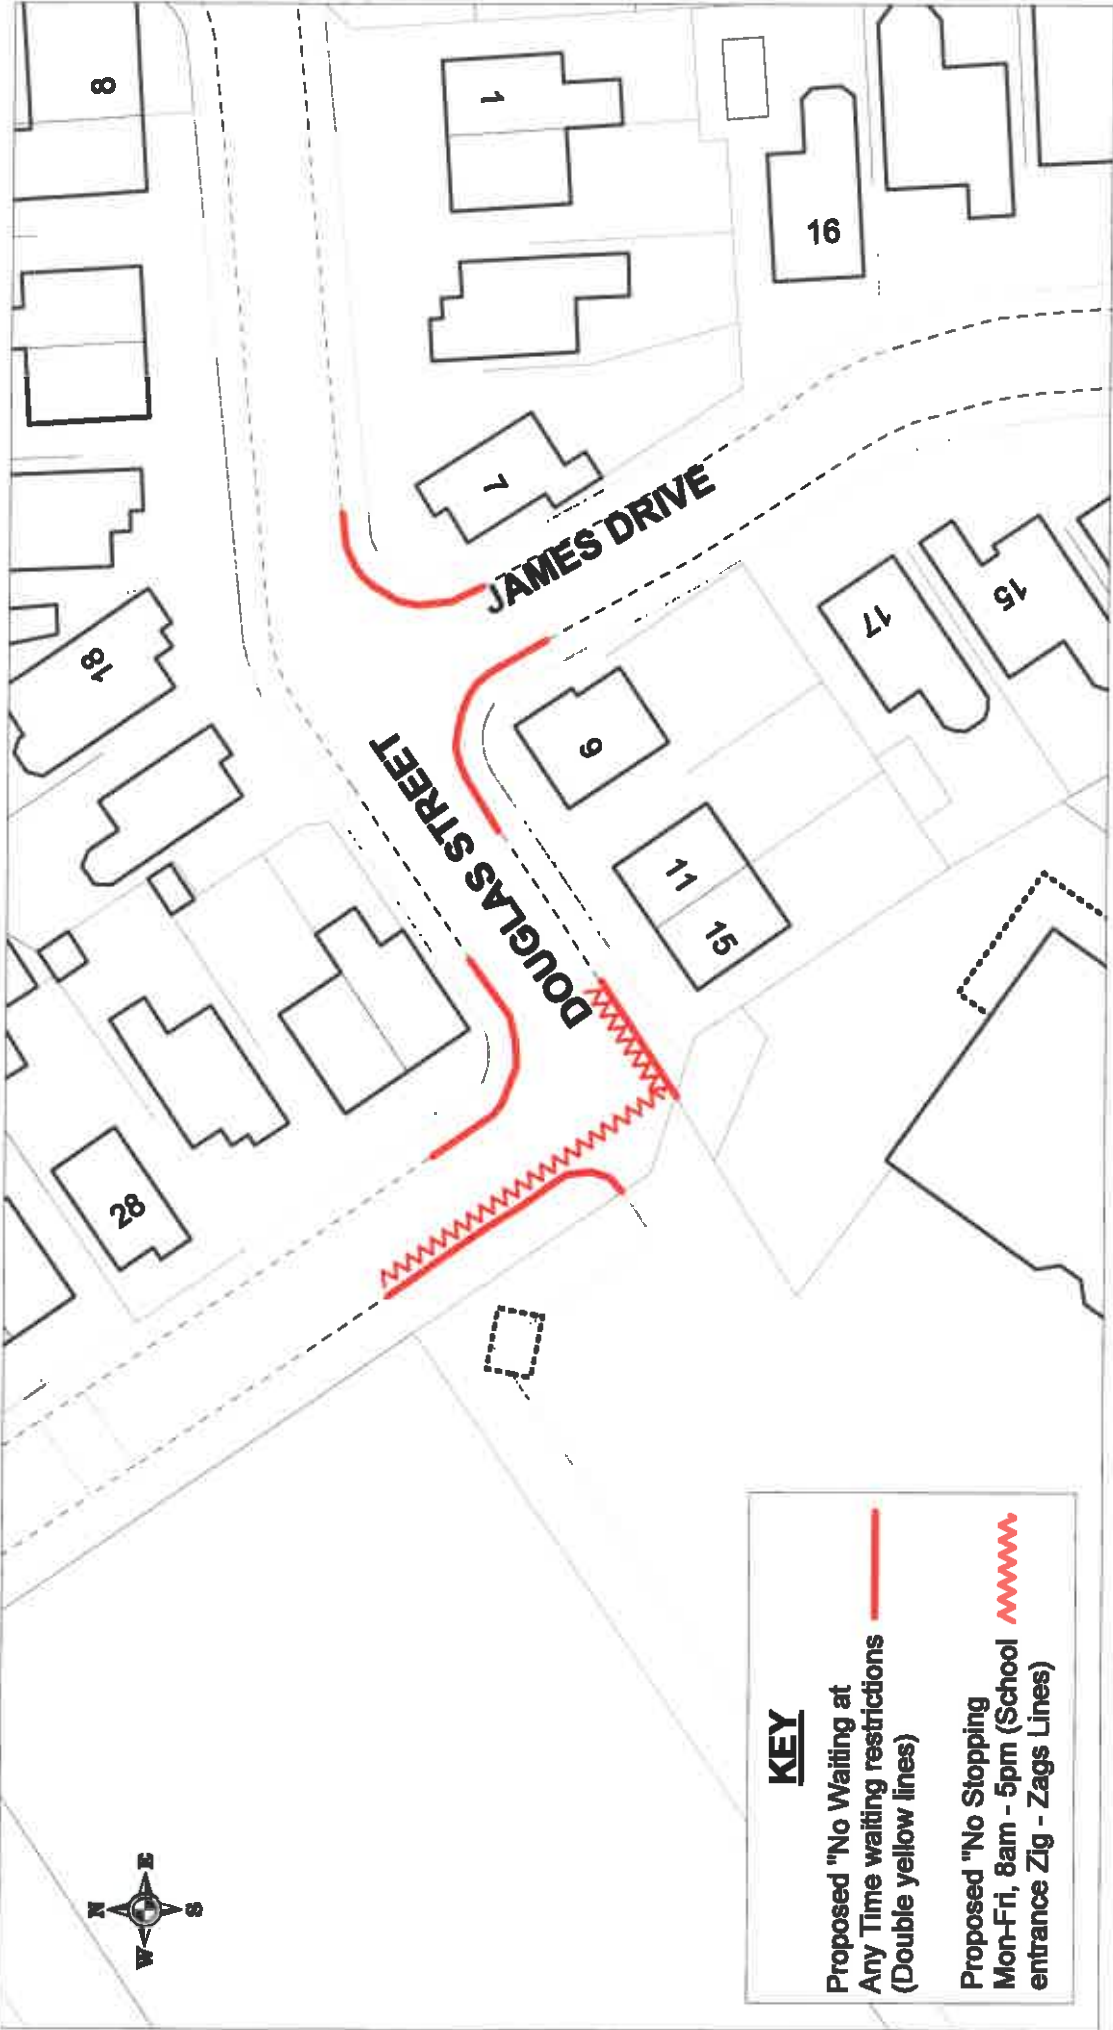 N
W E
S
28
18
8
DOUGLAS STREET
JAMES DRIVE
1
7
9
11
15
16
17
15
KEY
Proposed "No Waiting at
Any Time waiting restrictions
(Double yellow lines)
Proposed "No Stopping
Mon-Fri, 8am - 5pm (School
entrance Zig - Zags Lines)